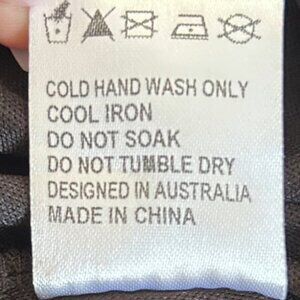 COLD HAND WASH ONLY
COOL IRON
DO NOT SOAK
DO NOT TUMBLE DRY
DESIGNED IN AUSTRALIA
MADE IN CHINA